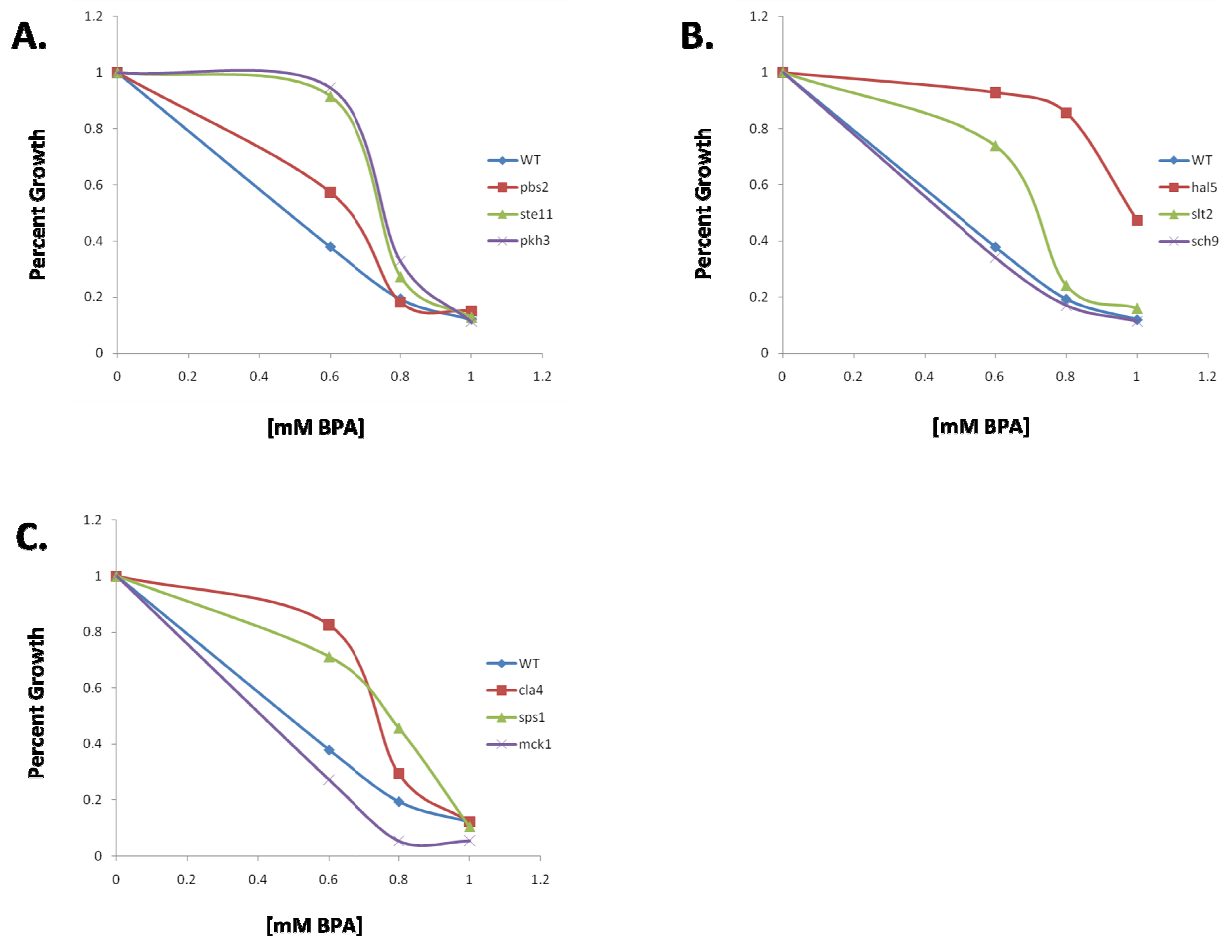 A.
1.2
1
0.8
0.6
0.4
0.2
0
0 0.2 0.4 0.6 0.8 1 1.2
Percent Growth
[mM BPA]
WT
pbs2
ste11
pkh3
B.
1.2
1
0.8
0.6
0.4
0.2
0
0 0.2 0.4 0.6 0.8 1 1.2
Percent Growth
[mM BPA]
WT
hal5
slt2
sch9
C.
1.2
1
0.8
0.6
0.4
0.2
0
0 0.2 0.4 0.6 0.8 1 1.2
Percent Growth
[mM BPA]
WT
cla4
sps1
mck1